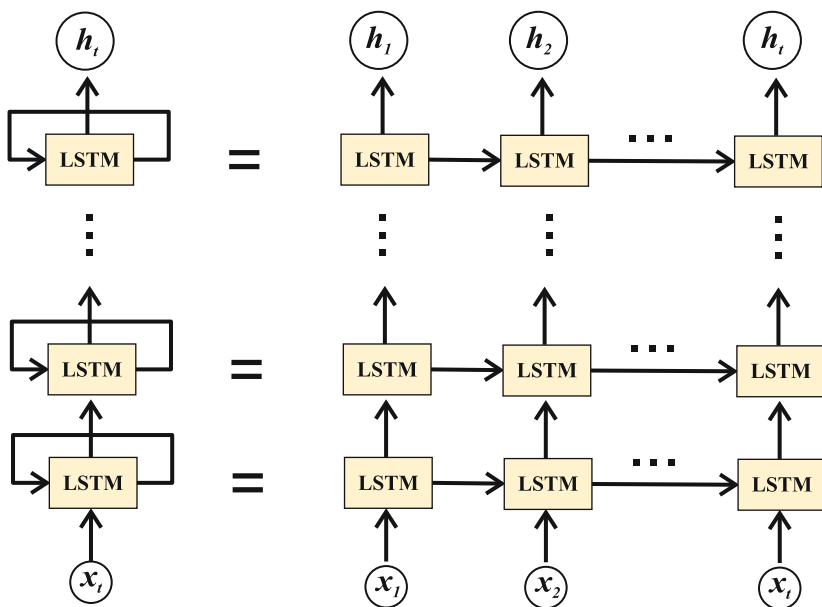 h_t h_1 h_2 h_t
LSTM = LSTM LSTM ... LSTM
LSTM = LSTM LSTM ... LSTM
LSTM = LSTM LSTM ... LSTM
x_t x_1 x_2 x_t